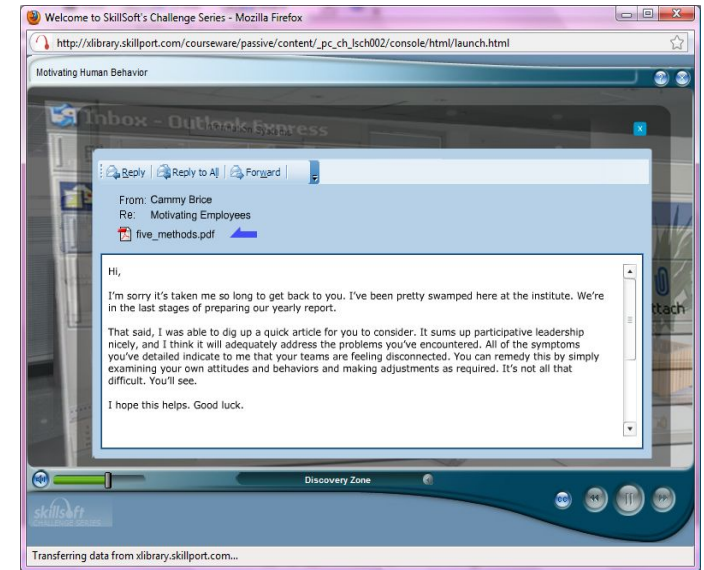 Welcome to SkillSoft's Challenge Series - Mozilla Firefox
http://xlibrary.skillport.com/courseware/passive/content/_pc_ch_lsch002/console/html/launch.html
Motivating Human Behavior
Inbox - Outlook Express
Reply Reply to All Forward
From: Cammy Brice
Re: Motivating Employees
five_methods.pdf
Hi,
I'm sorry it's taken me so long to get back to you. I've been pretty swamped here at the institute. We're
in the last stages of preparing our yearly report.
That said, I was able to dig up a quick article for you to consider. It sums up participative leadership
nicely, and I think it will adequately address the problems you've encountered. All of the symptoms
you've detailed indicate to me that your teams are feeling disconnected. You can remedy this by simply
examining your own attitudes and behaviors and making adjustments as required. It's not all that
difficult. You'll see.
I hope this helps. Good luck.
ttach
Discovery Zone
cc
skillsoft
CHALLENGE SERIES
Transferring data from xlibrary.skillport.com...